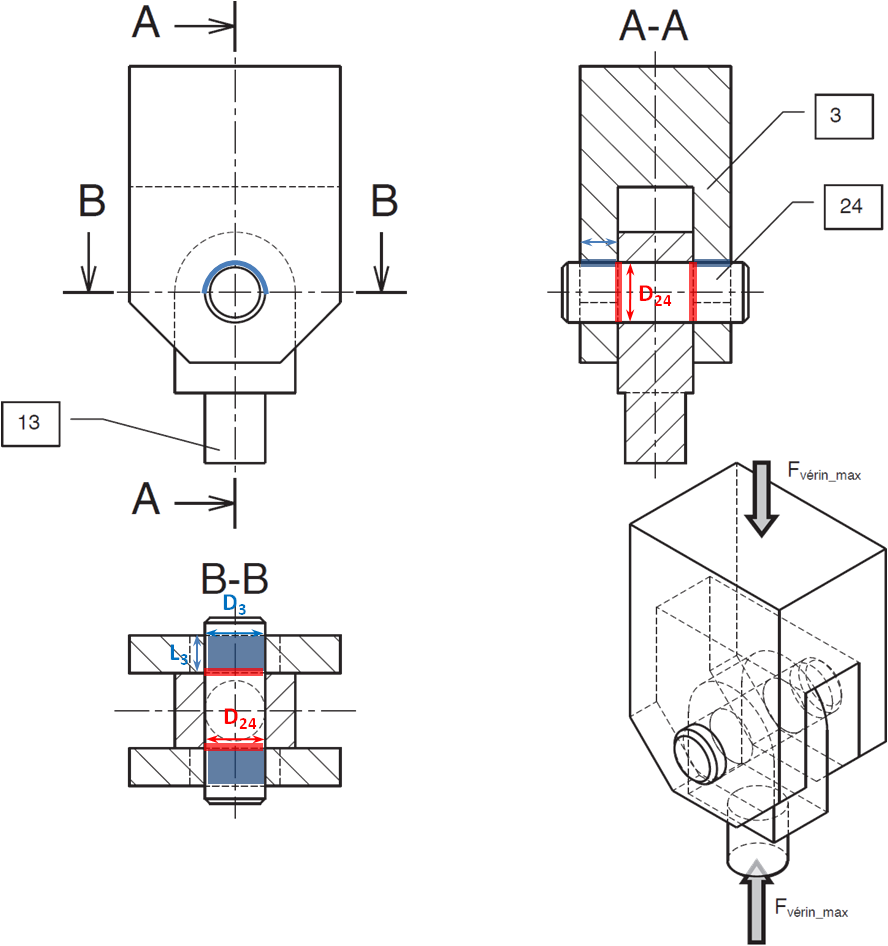 A
A-A
3
B
B
24
D24
13
Fvérin_max
A
B-B
D3
L3
D24
Fvérin_max